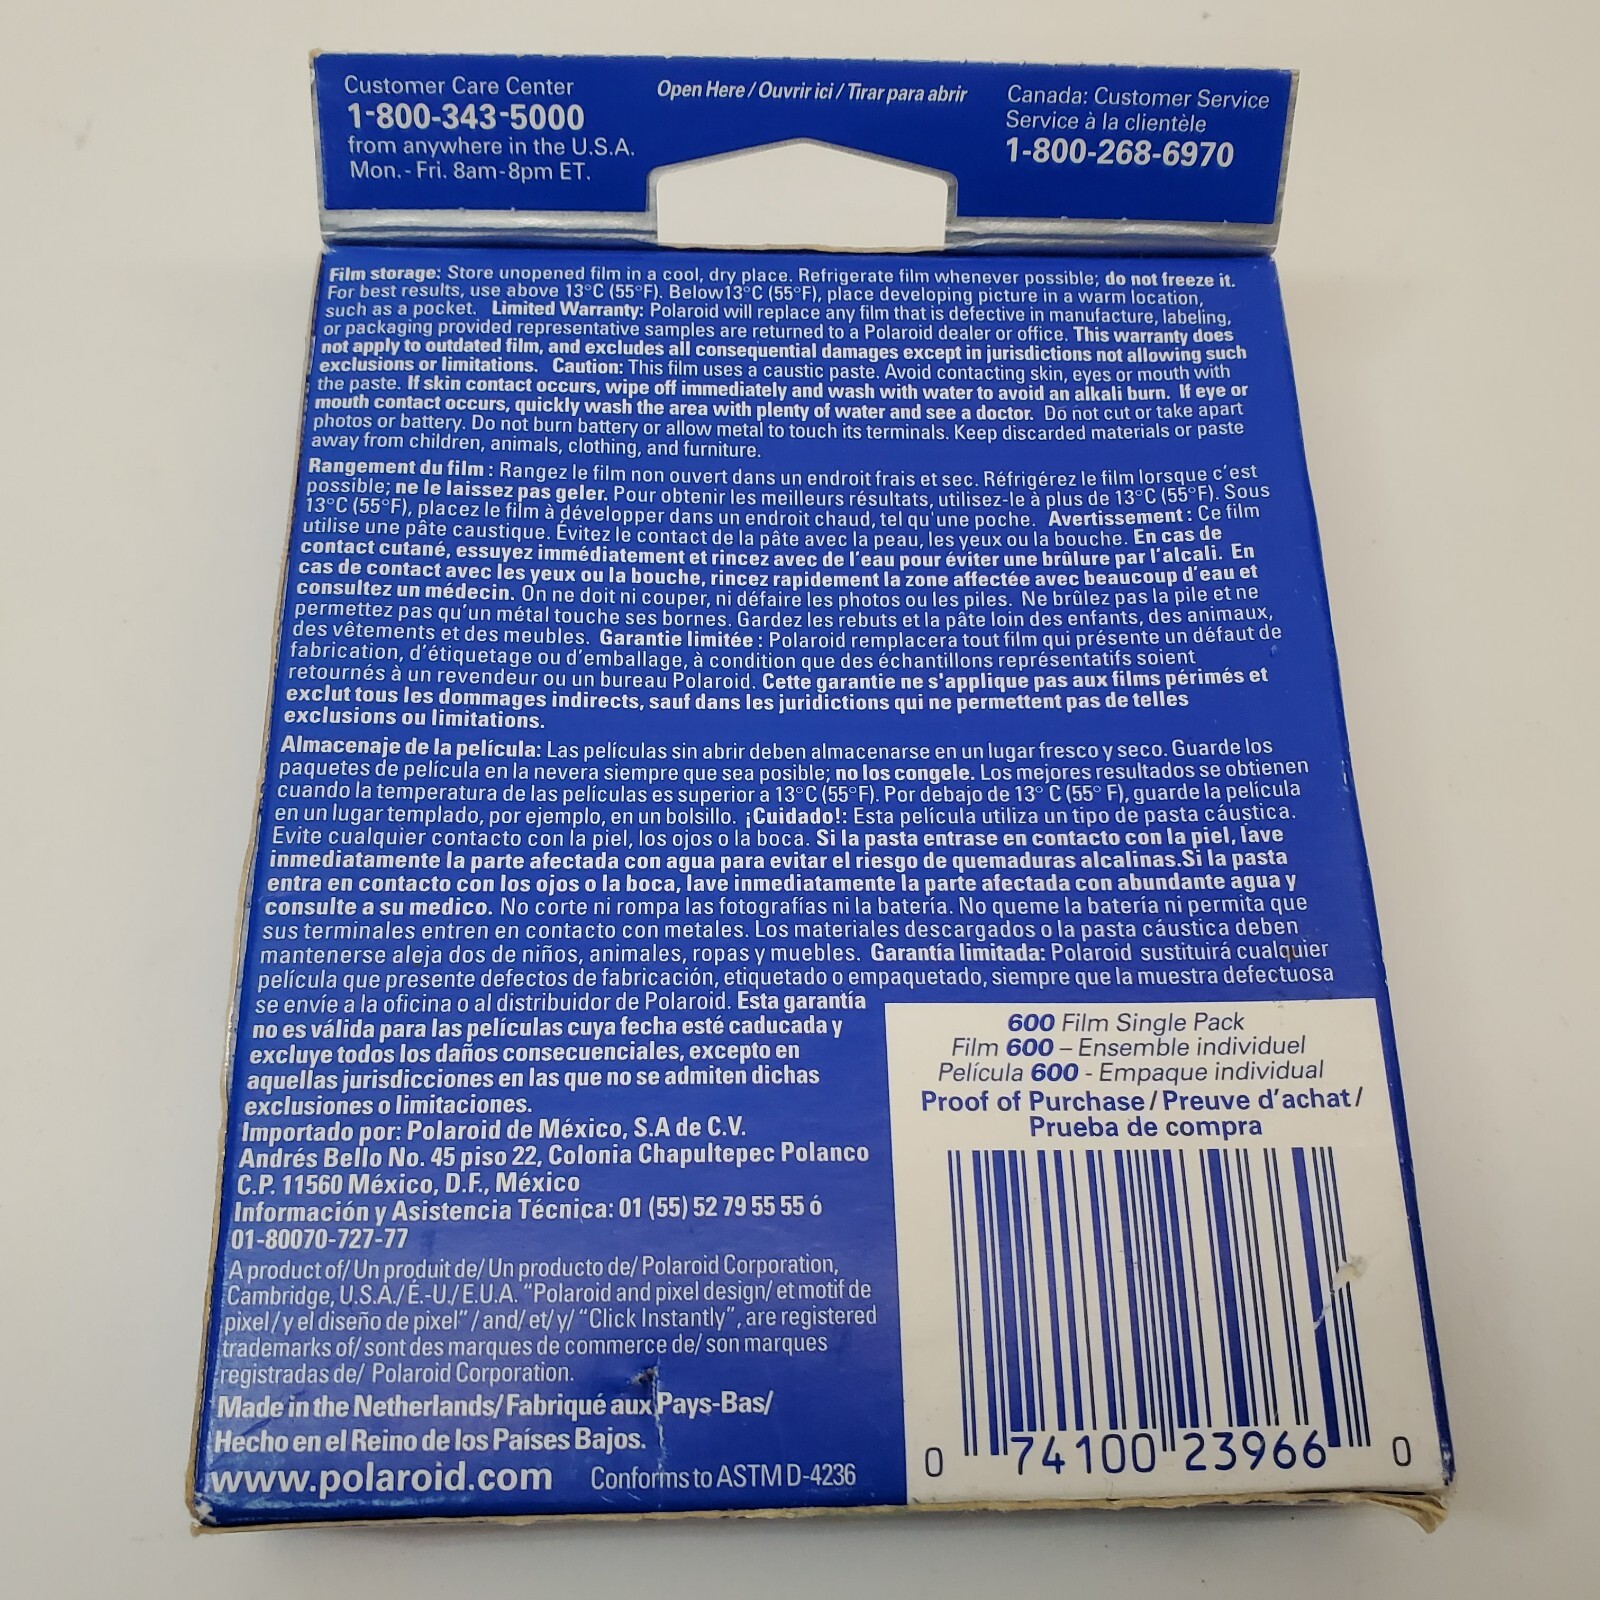 Customer Care Center
1-800-343-5000
from anywhere in the U.S.A.
Mon.- Fri. 8am-8pm ET.
Open Here / Ouvrir ici / Tirar para abrir
Canada: Customer Service
Service à la clientèle
1-800-268-6970
Film storage: Store unopened film in a cool, dry place. Refrigerate film whenever possible; do not freeze it.
For best results, use above 13°C (55°F). Below13°C (55°F), place developing picture in a warm location,
such as a pocket. Limited Warranty: Polaroid will replace any film that is defective in manufacture, labeling,
or packaging provided representative samples are returned to a Polaroid dealer or office. This warranty does
not apply to outdated film, and excludes all consequential damages except in jurisdictions not allowing such
exclusions or limitations. Caution: This film uses a caustic paste. Avoid contacting skin, eyes or mouth with
the paste. If skin contact occurs, wipe off immediately and wash with water to avoid an alkali burn. If eye or
mouth contact occurs, quickly wash the area with plenty of water and see a doctor. Do not cut or take apart
photos or battery. Do not burn battery or allow metal to touch its terminals. Keep discarded materials or paste
away from children, animals, clothing, and furniture.
Rangement du film : Rangez le film non ouvert dans un endroit frais et sec. Réfrigérez le film lorsque c'est
possible; ne le laissez pas geler. Pour obtenir les meilleurs résultats, utilisez-le à plus de 13°C (55°F). Sous
13°C (55°F), placez le film à développer dans un endroit chaud, tel qu'une poche. Avertissement : Ce film
utilise une pâte caustique. Évitez le contact de la pâte avec la peau, les yeux ou la bouche. En cas de
contact cutané, essuyez immédiatement et rincez avec de l'eau pour éviter une brûlure par l'alcali. En
cas de contact avec les yeux ou la bouche, rincez rapidement la zone affectée avec beaucoup d'eau et
consultez un médecin. On ne doit ni couper, ni défaire les photos ou les piles. Ne brûlez pas la pile et ne
permettez pas qu'un métal touche ses bornes. Gardez les rebuts et la pâte loin des enfants, des animaux,
des vêtements et des meubles. Garantie limitée : Polaroid remplacera tout film qui présente un défaut de
fabrication, d'étiquetage ou d'emballage, à condition que des échantillons représentatifs soient
retournés à un revendeur ou un bureau Polaroid. Cette garantie ne s'applique pas aux films périmés et
exclut tous les dommages indirects, sauf dans les juridictions qui ne permettent pas de telles
exclusions ou limitations.
Almacenaje de la película: Las películas sin abrir deben almacenarse en un lugar fresco y seco. Guarde los
paquetes de película en la nevera siempre que sea posible; no los congele. Los mejores resultados se obtienen
cuando la temperatura de las películas es superior a 13°C (55°F). Por debajo de 13° C (55° F), guarde la película
en un lugar templado, por ejemplo, en un bolsillo. ¡Cuidado!: Esta película utiliza un tipo de pasta cáustica.
Evite cualquier contacto con la piel, los ojos o la boca. Si la pasta entrase en contacto con la piel, lave
inmediatamente la parte afectada con agua para evitar el riesgo de quemaduras alcalinas.Si la pasta
entra en contacto con los ojos o la boca, lave inmediatamente la parte afectada con abundante agua y
consulte a su medico. No corte ni rompa las fotografías ni la batería. No queme la batería ni permita que
sus terminales entren en contacto con metales. Los materiales descargados o la pasta cáustica deben
mantenerse aleja dos de niños, animales, ropas y muebles. Garantía limitada: Polaroid sustituirá cualquier
película que presente defectos de fabricación, etiquetado o empaquetado, siempre que la muestra defectuosa
se envíe a la oficina o al distribuidor de Polaroid. Esta garantía
no es válida para las películas cuya fecha esté caducada y
excluye todos los daños consecuenciales, excepto en
aquellas jurisdicciones en las que no se admiten dichas
exclusiones o limitaciones.
Importado por: Polaroid de México, S.A de C.V.
Andrés Bello No. 45 piso 22, Colonia Chapultepec Polanco
C.P. 11560 México, D.F., México
Información y Asistencia Técnica: 01 (55) 52 79 55 55 ó
01-80070-727-77
A product of/ Un produit de/ Un producto de/ Polaroid Corporation,
Cambridge, U.S.A./ É.-U./ E.U.A. "Polaroid and pixel design/ et motif de
pixel/ y el diseño de pixel" / and/ et/ y/ "Click Instantly", are registered
trademarks of/ sont des marques de commerce de/ son marques
registradas de/ Polaroid Corporation.
Made in the Netherlands/ Fabriqué aux Pays-Bas/
Hecho en el Reino de los Países Bajos.
www.polaroid.com
Conforms to ASTM D-4236
600 Film Single Pack
Film 600 – Ensemble individuel
Película 600 - Empaque individual
Proof of Purchase / Preuve d'achat /
Prueba de compra
0 74100 23966 0